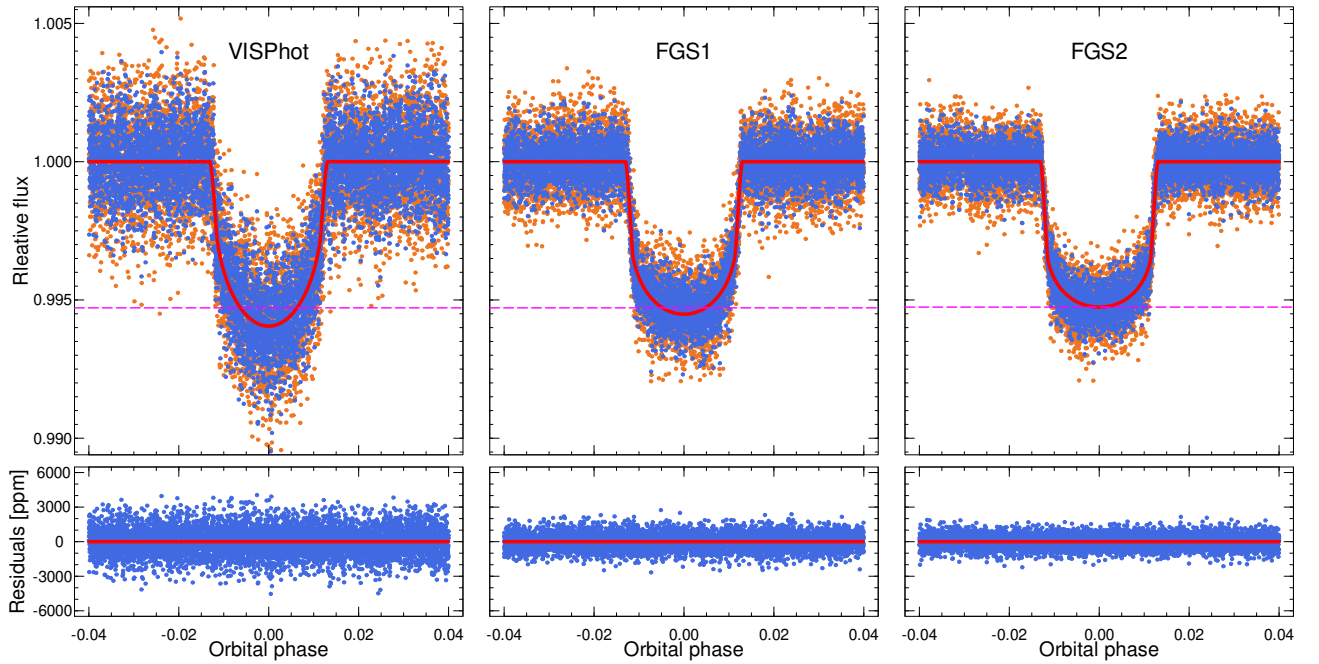 VISPhot
FGS1
FGS2
Rleative flux
1.005
1.000
0.995
0.990
Residuals [ppm]
6000
3000
0
-3000
-6000
-0.04 -0.02 0.00 0.02 0.04
-0.04 -0.02 0.00 0.02 0.04
-0.04 -0.02 0.00 0.02 0.04
Orbital phase
Orbital phase
Orbital phase